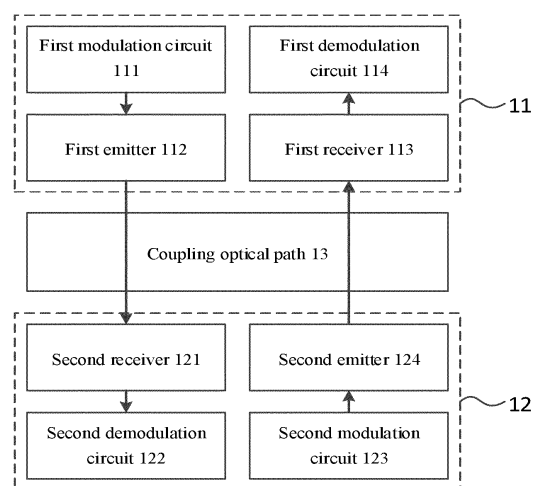 First modulation circuit
111
First demodulation
circuit 114
First emitter 112
First receiver 113
11
Coupling optical path 13
Second receiver 121
Second emitter 124
Second demodulation
circuit 122
Second modulation
circuit 123
12